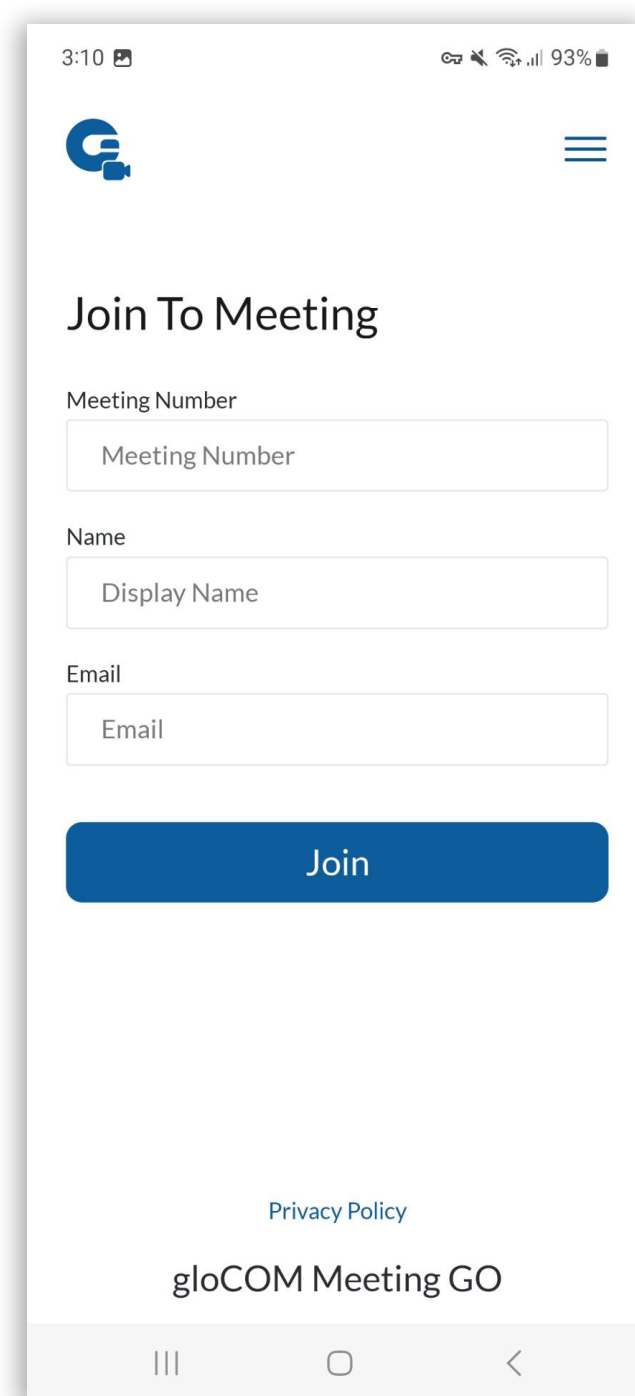 3:10 93%
Join To Meeting
Meeting Number
Meeting Number
Name
Display Name
Email
Email
Join
Privacy Policy
gloCOM Meeting GO